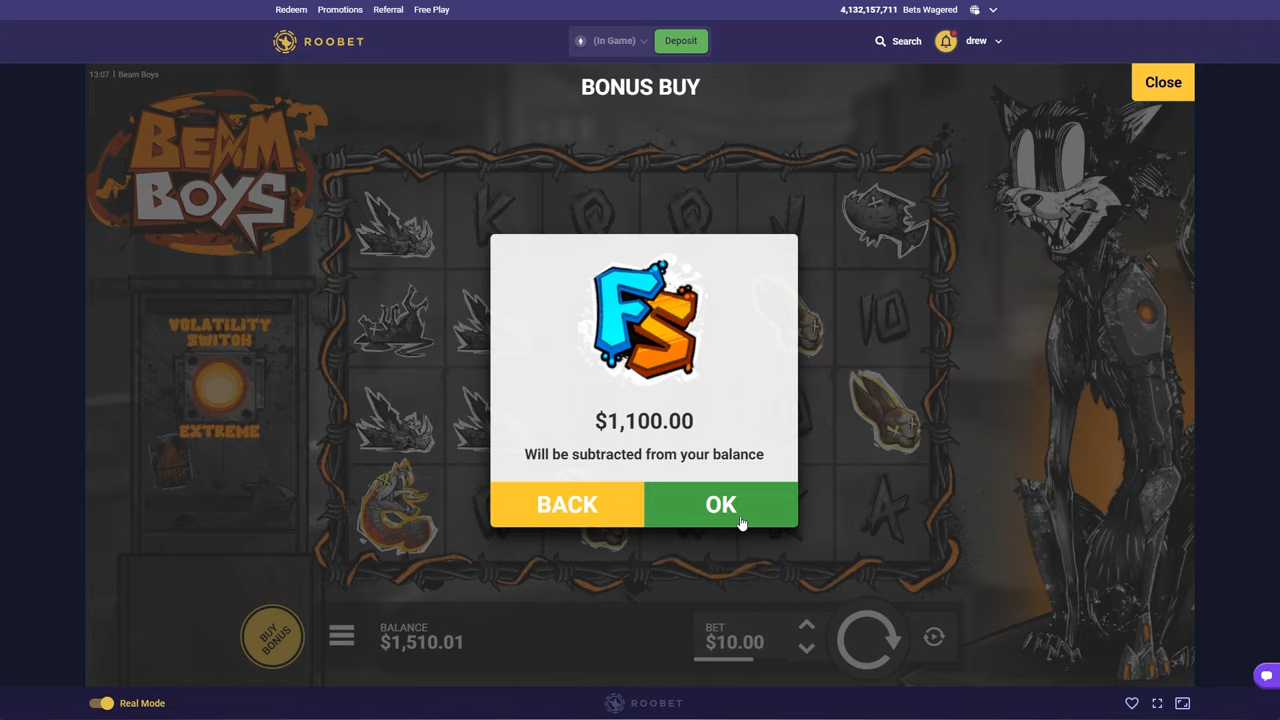 Redeem Promotions Referral Free Play
4,132,157,711 Bets Wagered
ROOBET
(In Game)
Deposit
Search
drew
13:07 | Beam Boys
BONUS BUY
Close
BEAM
BOYS
K
J
10
A
VOLATILITY
SWITCH
EXTREME
FS
$1,100.00
Will be subtracted from your balance
BACK
OK
BUY
BONUS
BALANCE
$1,510.01
BET
$10.00
Real Mode
ROOBET